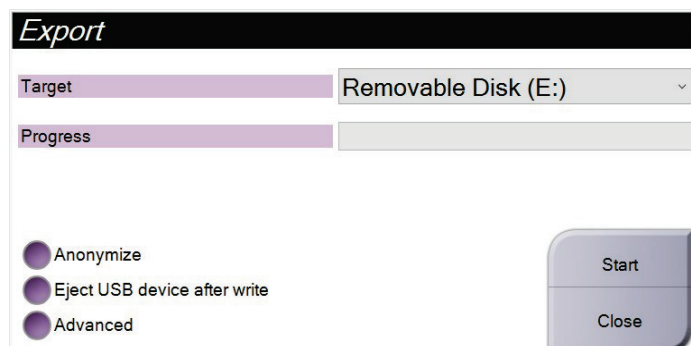 Export
Target
Removable Disk (E:)
Progress
Anonymize
Eject USB device after write
Advanced
Start
Close